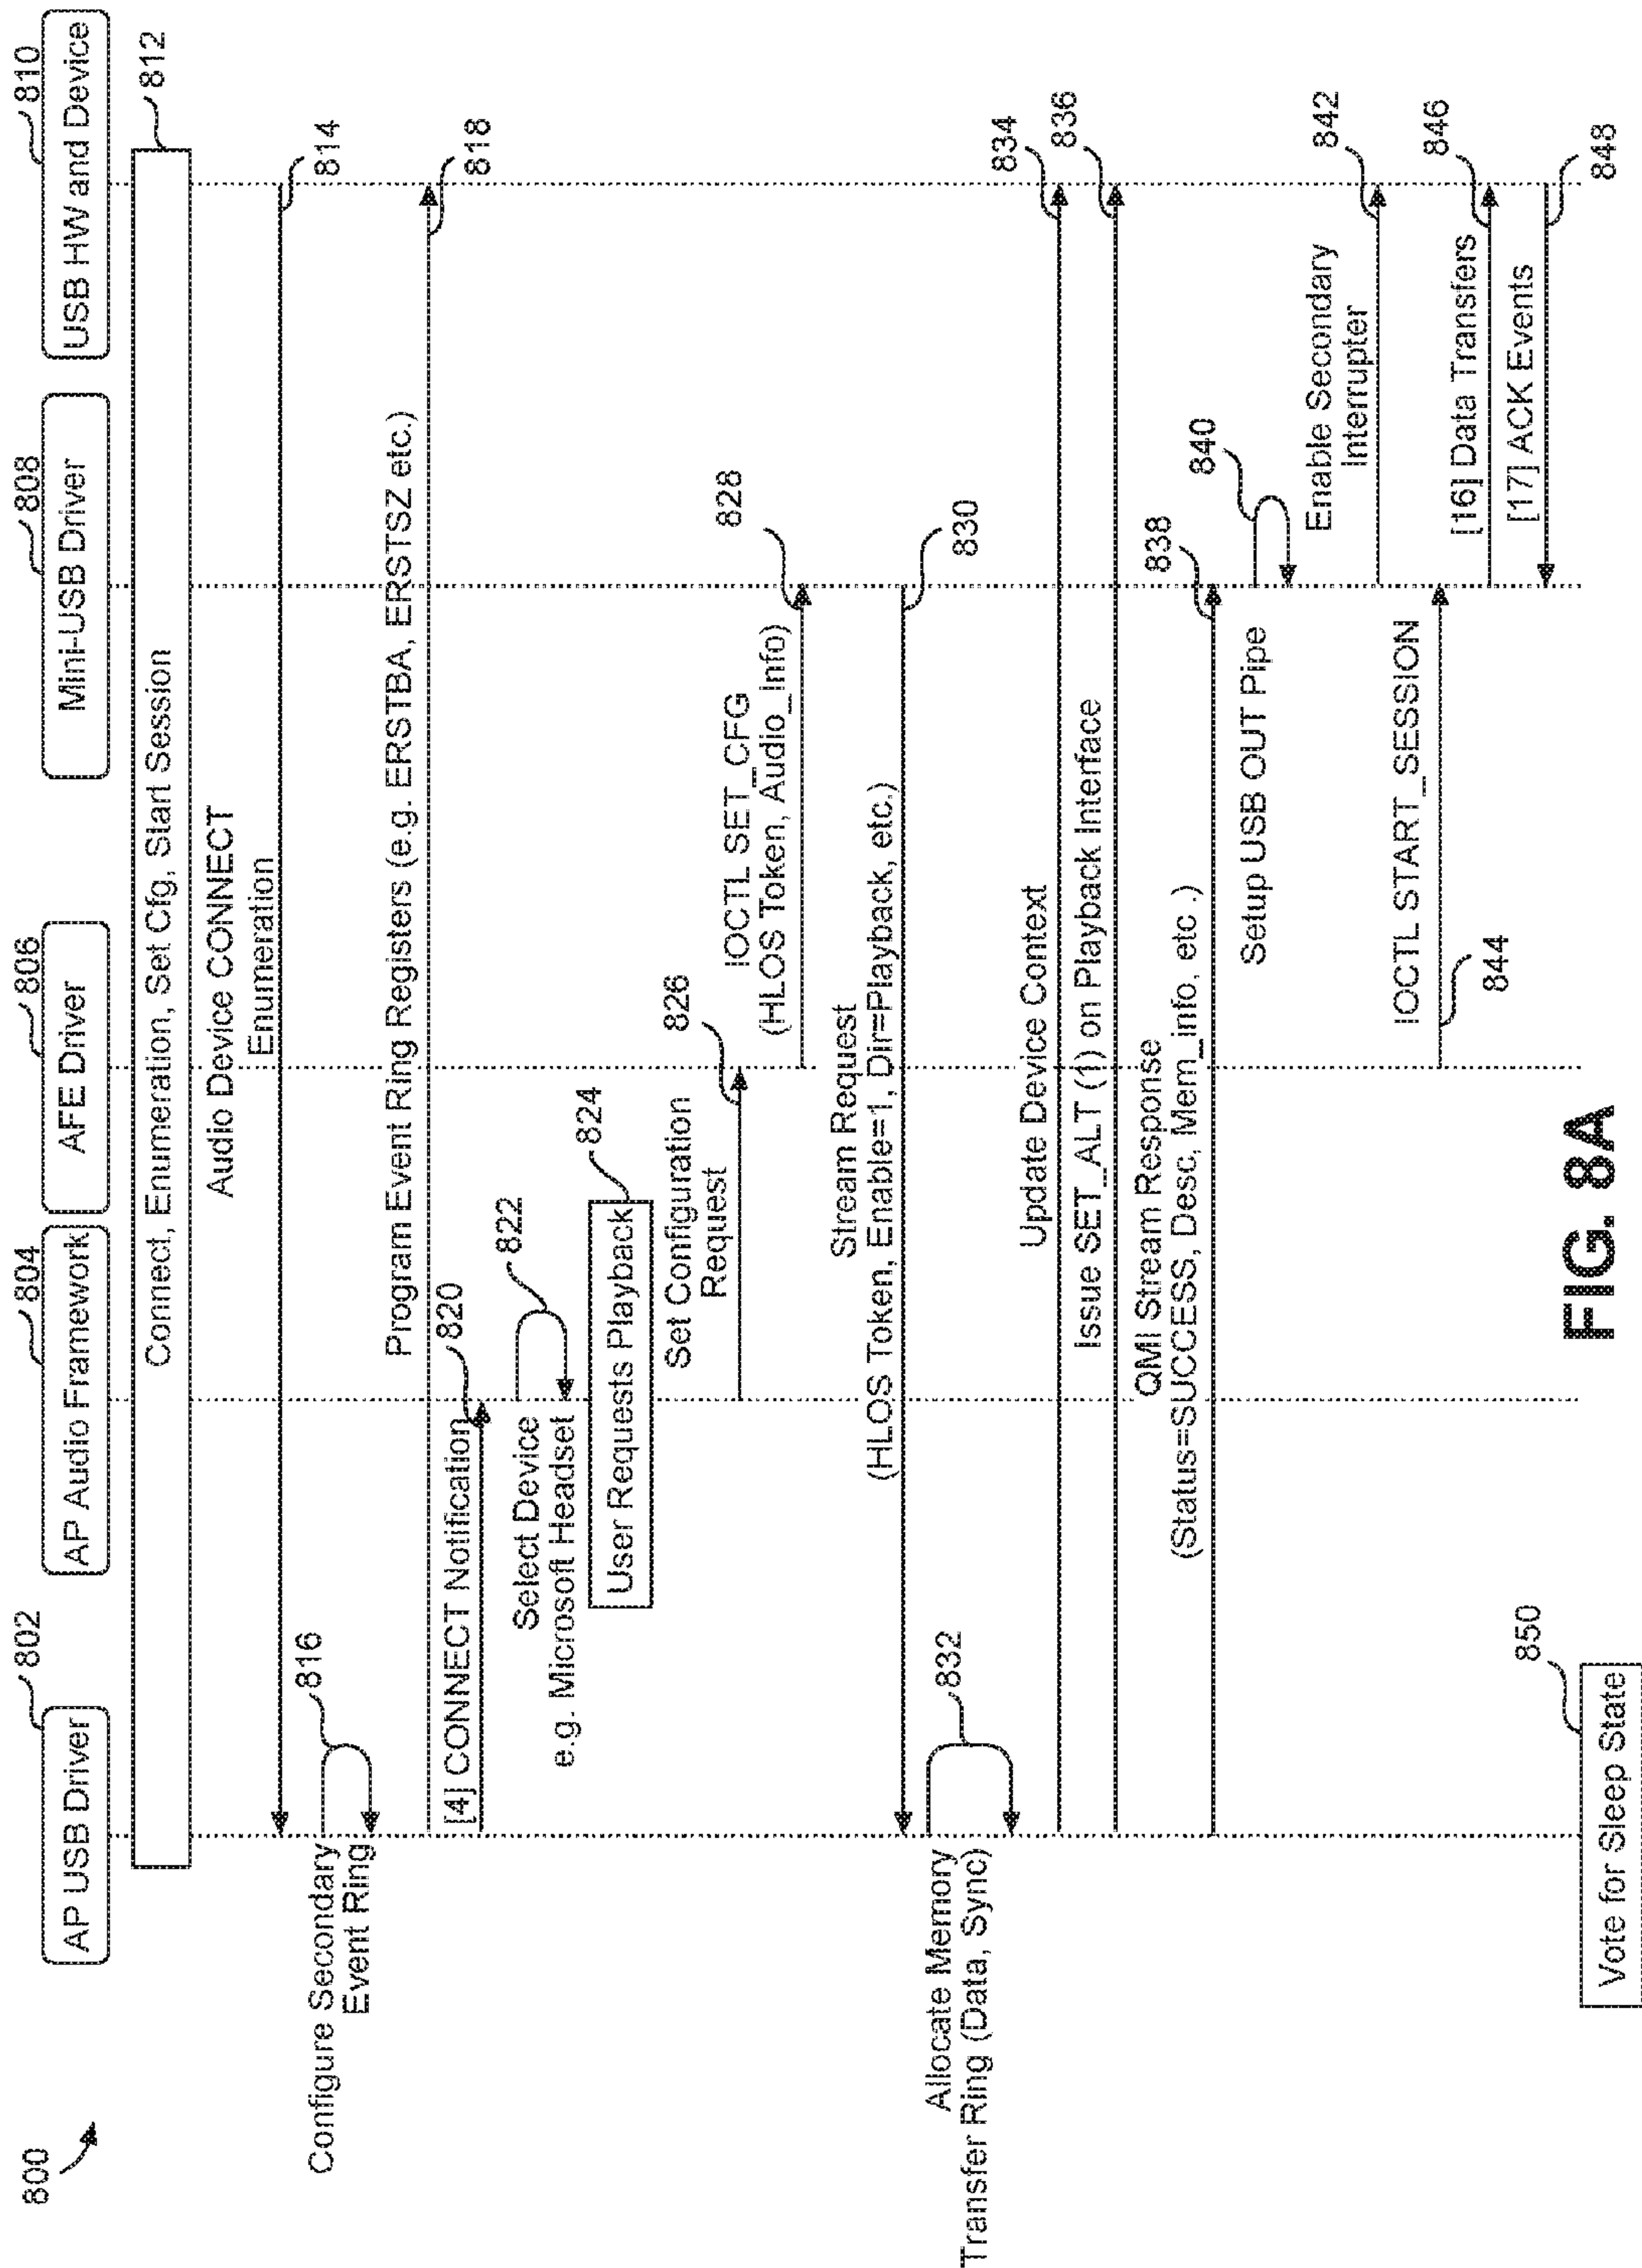 800
802
804
806
808
810
AP USB Driver
AP Audio Framework
AFE Driver
Mini-USB Driver
USB HW and Device
812
Connect, Enumeration, Set Cfg, Start Session
Audio Device CONNECT
Enumeration
814
Configure Secondary
Event Ring
816
Program Event Ring Registers (e.g. ERSTBA, ERSTSZ etc.)
818
[4] CONNECT Notification
820
Select Device
e.g. Microsoft Headset
822
User Requests Playback
824
Set Configuration
Request
826
IOCTL SET_CFG
(HLOS Token, Audio_Info)
828
Stream Request
(HLOS Token, Enable=1, Dir=Playback, etc.)
830
Allocate Memory
Transfer Ring (Data, Sync)
832
Update Device Context
834
Issue SET_ALT (1) on Playback Interface
836
QMI Stream Response
(Status=SUCCESS, Desc, Mem_info, etc.)
838
Setup USB OUT Pipe
840
Enable Secondary
Interrupter
842
IOCTL START_SESSION
844
[16] Data Transfers
846
[17] ACK Events
848
Vote for Sleep State
850
FIG. 8A